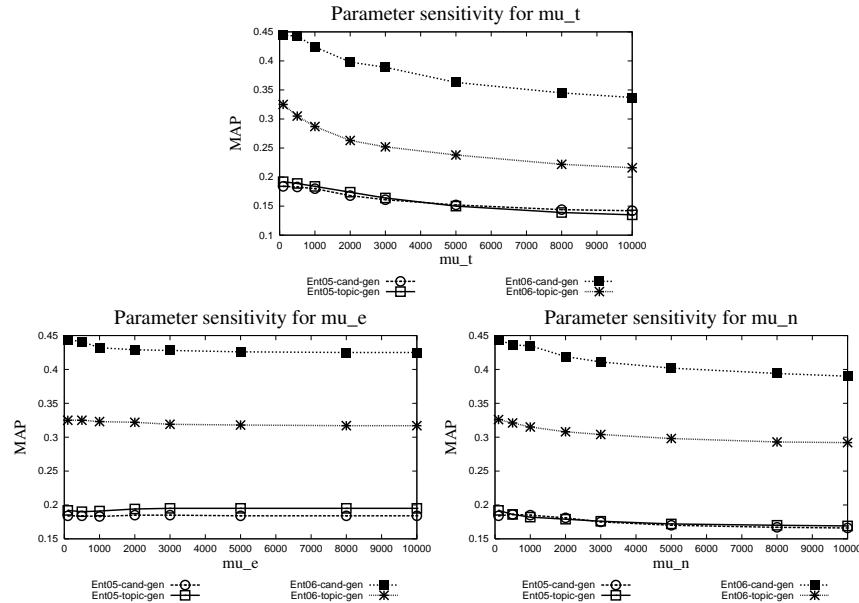 Parameter sensitivity for mu_t
0.45
0.4
0.35
0.3
0.25
0.2
0.15
0.1
MAP
0 1000 2000 3000 4000 5000 6000 7000 8000 9000 10000
mu_t
Ent05-cand-gen Ent06-cand-gen
Ent05-topic-gen Ent06-topic-gen
Parameter sensitivity for mu_e
0.45
0.4
0.35
0.3
0.25
0.2
0.15
MAP
0 1000 2000 3000 4000 5000 6000 7000 8000 9000 10000
mu_e
Ent05-cand-gen Ent06-cand-gen
Ent05-topic-gen Ent06-topic-gen
Parameter sensitivity for mu_n
0.45
0.4
0.35
0.3
0.25
0.2
0.15
MAP
0 1000 2000 3000 4000 5000 6000 7000 8000 9000 10000
mu_n
Ent05-cand-gen Ent06-cand-gen
Ent05-topic-gen Ent06-topic-gen